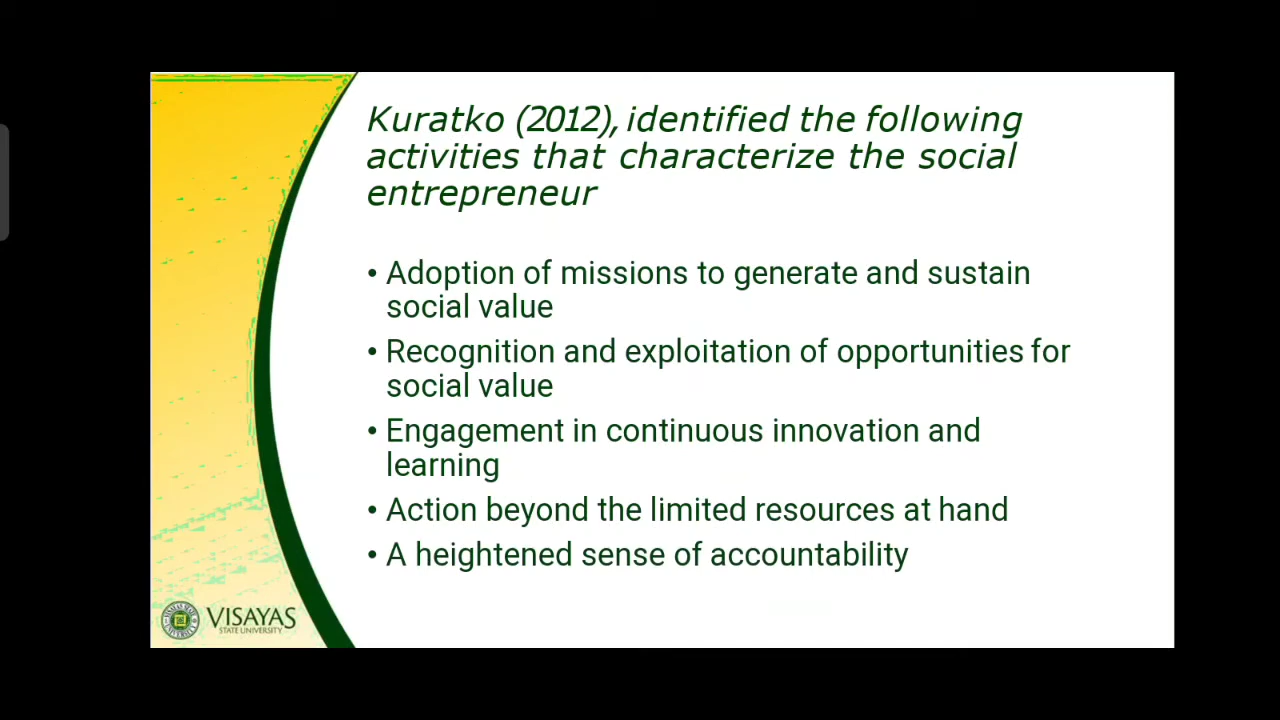 Kuratko (2012), identified the following
activities that characterize the social
entrepreneur
• Adoption of missions to generate and sustain
social value
• Recognition and exploitation of opportunities for
social value
• Engagement in continuous innovation and
learning
• Action beyond the limited resources at hand
• A heightened sense of accountability
VISAYAS
STATE UNIVERSITY